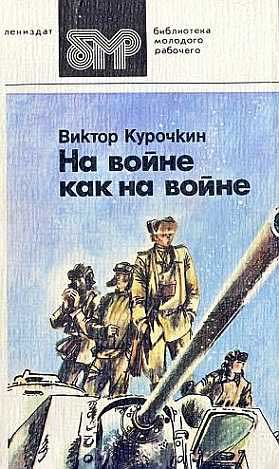 лениздат
бмр
библиотека
молодого
рабочего
Виктор Курочкин
На войне
как на войне